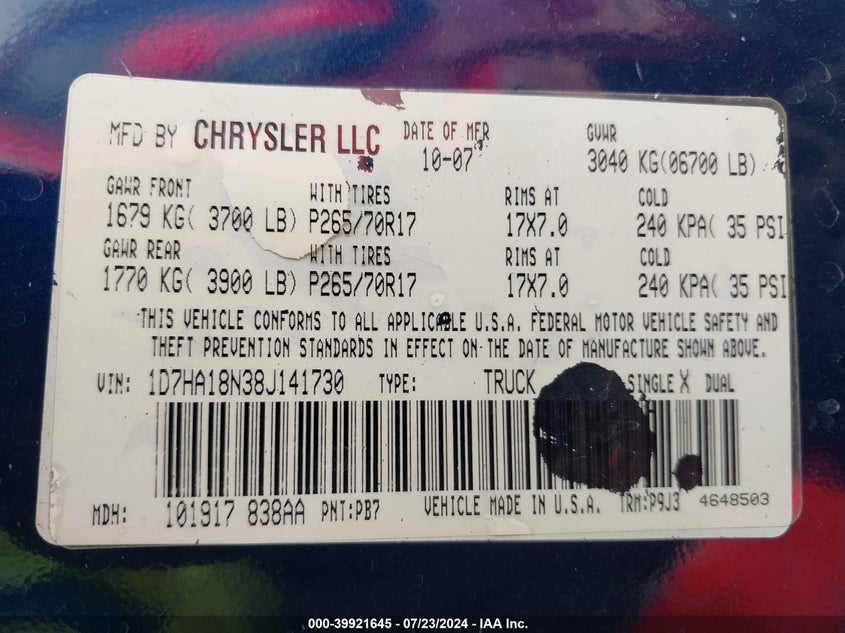 MFD BY CHRYSLER LLC DATE OF MFR GVWR
10-07 3040 KG(06700 LB)
GAWR FRONT WITH TIRES RIMS AT COLD
1679 KG( 3700 LB) P265/70R17 17X7.0 240 KPA( 35 PSI
GAWR REAR WITH TIRES RIMS AT COLD
1770 KG( 3900 LB) P265/70R17 17X7.0 240 KPA( 35 PSI
THIS VEHICLE CONFORMS TO ALL APPLICABLE U.S.A. FEDERAL MOTOR VEHICLE SAFETY AND
THEFT PREVENTION STANDARDS IN EFFECT ON THE DATE OF MANUFACTURE SHOWN ABOVE.
VIN: 1D7HA18N38J141730 TYPE: TRUCK SINGLE X DUAL
MDH: 101917 838AA PNT:PB7 VEHICLE MADE IN U.S.A. TRM:P9J3 4648503
000-39921645 / 07/23/2024 - IAA Inc.